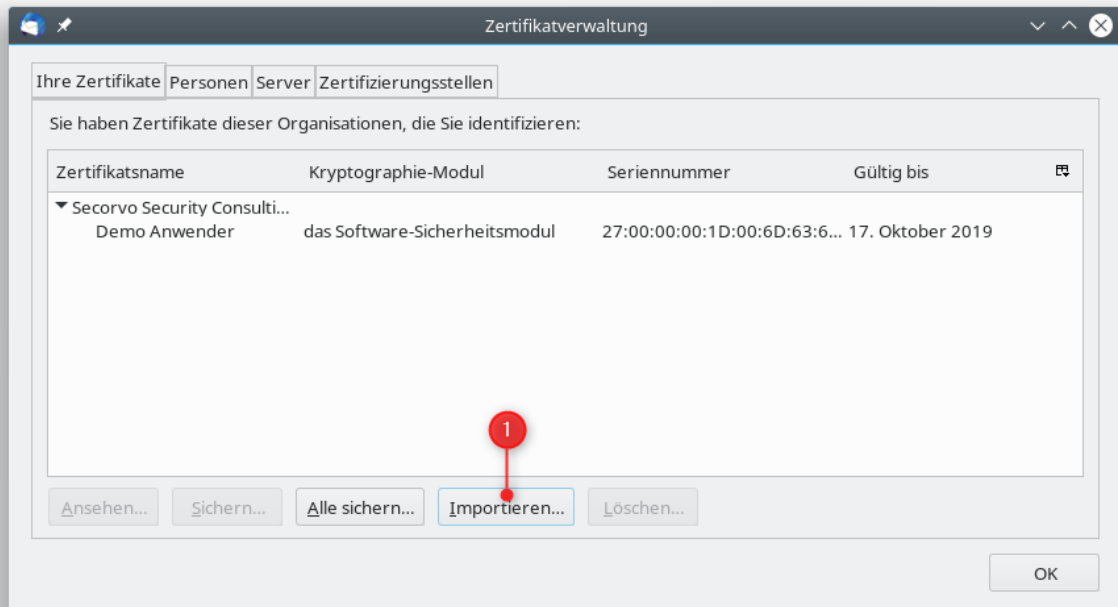 Zertifikatverwaltung
Ihre Zertifikate Personen Server Zertifizierungsstellen
Sie haben Zertifikate dieser Organisationen, die Sie identifizieren:
Zertifikatsname Kryptographie-Modul Seriennummer Gültig bis
Secorvo Security Consulti...
Demo Anwender das Software-Sicherheitsmodul 27:00:00:00:1D:00:6D:63:6... 17. Oktober 2019
1
Ansehen... Sichern... Alle sichern... Importieren... Löschen...
OK